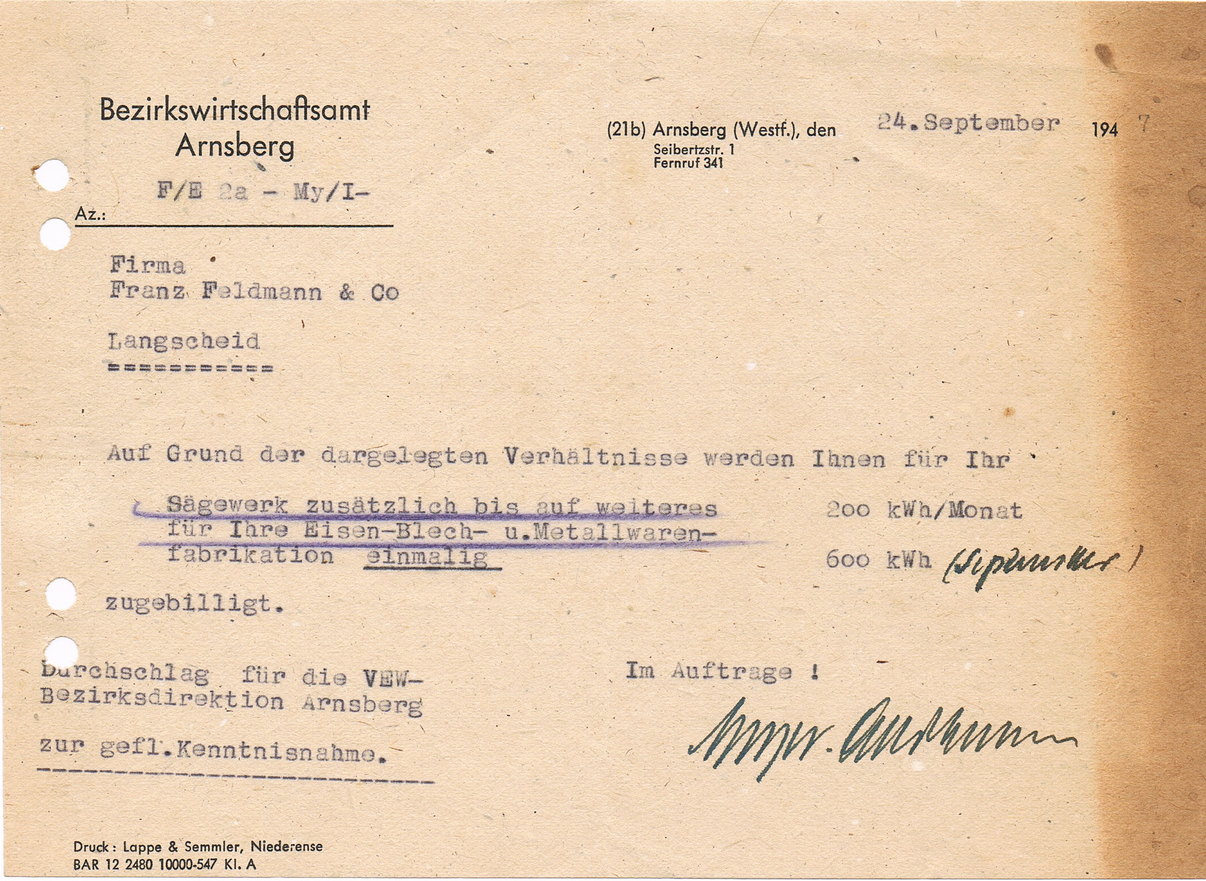 Bezirkswirtschaftsamt
Arnsberg
(21b) Arnsberg (Westf.), den 24.September 1947
Seibertzstr. 1
Fernruf 341
F/E 2a - My/I-
Az.:
Firma
Franz Feldmann & Co
Langscheid
===========
Auf Grund der dargelegten Verhältnisse werden Ihnen für Ihr
Sägewerk zusätzlich bis auf weiteres 200 kWh/Monat
für Ihre Eisen-Blech- u.Metallwaren-
fabrikation einmalig 600 kWh (September)
zugebilligt.
Durchschlag für die VEW-
Bezirksdirektion Arnsberg
Im Auftrage !
zur gefl.Kenntnisnahme.
Druck: Lappe & Semmler, Niederense
BAR 12 2480 10000-547 Kl. A